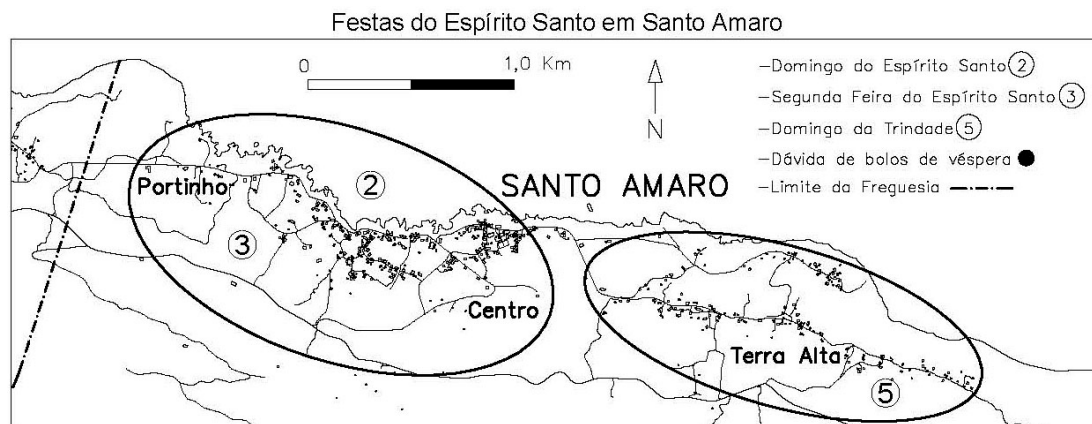 Festas do Espírito Santo em Santo Amaro
0
1,0 Km
N
-Domingo do Espírito Santo 2
-Segunda Feira do Espírito Santo 3
-Domingo da Trindade 5
-Dávida de bolos de véspera
-Limite da Freguesia
Portinho
2
SANTO AMARO
3
Centro
Terra Alta
5